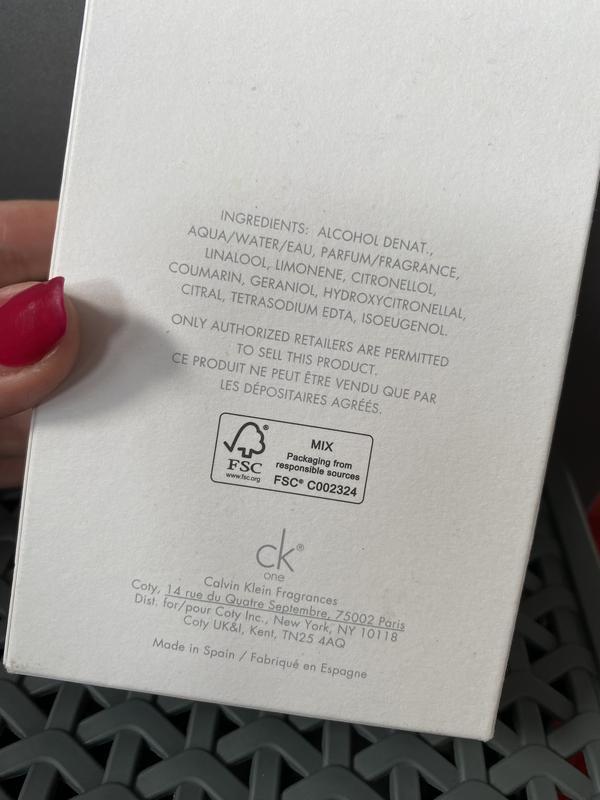 INGREDIENTS: ALCOHOL DENAT.,
AQUA/WATER/EAU, PARFUM/FRAGRANCE,
LINALOOL, LIMONENE, CITRONELLOL,
COUMARIN, GERANIOL, HYDROXYCITRONELLAL,
CITRAL, TETRASODIUM EDTA, ISOEUGENOL.
ONLY AUTHORIZED RETAILERS ARE PERMITTED
TO SELL THIS PRODUCT.
CE PRODUIT NE PEUT ÊTRE VENDU QUE PAR
LES DÉPOSITAIRES AGRÉÉS.
®
FSC
www.fsc.org
MIX
Packaging from
responsible sources
FSC® C002324
ck®
one
Calvin Klein Fragrances
Coty, 14 rue du Quatre Septembre, 75002 Paris
Dist. for/pour Coty Inc., New York, NY 10118
Coty UK&I, Kent, TN25 4AQ
Made in Spain / Fabriqué en Espagne